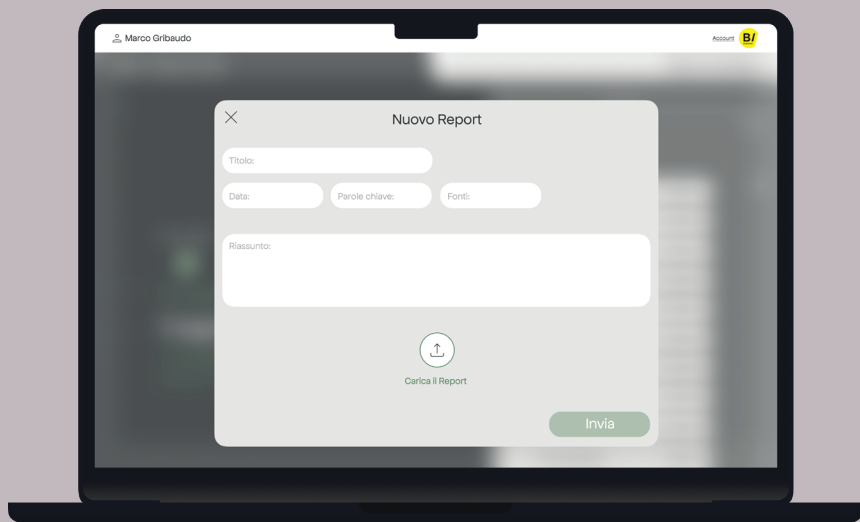 Marco Gribaudo
Account
B/
Nuovo Report
Titolo:
Data:
Parole chiave:
Fonti:
Riassunto:
Carica il Report
Invia